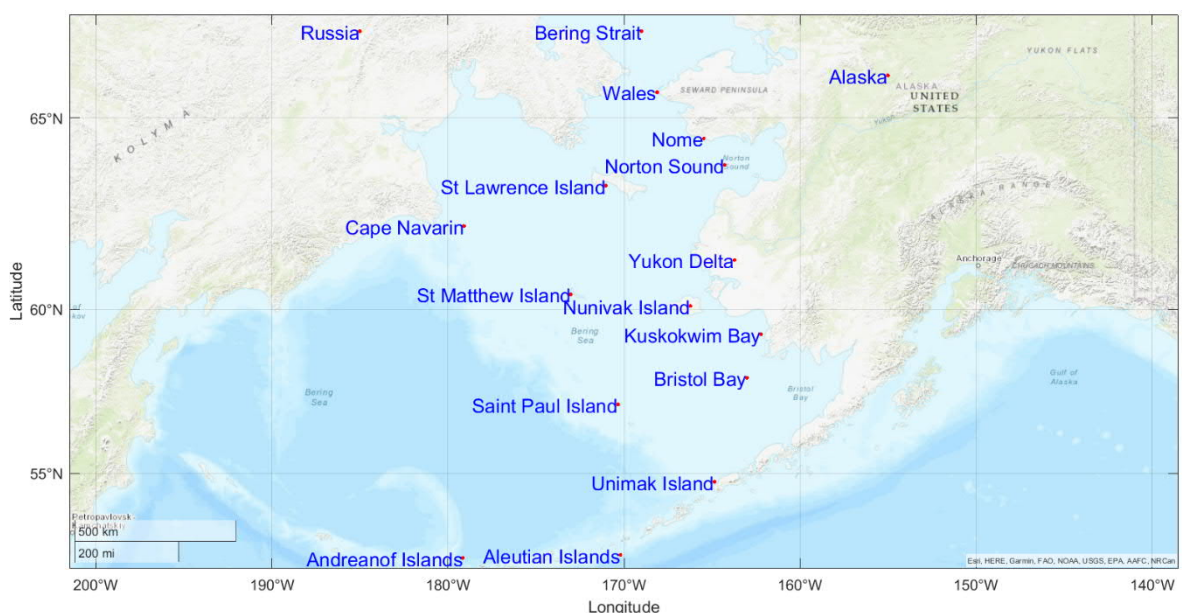 Russia
Bering Strait
YUKON FLATS
Alaska
ALASKA
Wales
SEWARD PENINSULA
UNITED
STATES
65°N
Yukon
KOLYMA
Nome
Norton Sound
Norton
Sound
St Lawrence Island
ALASKA RANGE
Cape Navarin
Yukon Delta
Anchorage
CHUGACH MOUNTAINS
Latitude
St Matthew Island
Nunivak Island
60°N
Bering
Sea
Kuskokwim Bay
Bristol Bay
Bristol
Bay
Gulf of
Alaska
Bering
Sea
Saint Paul Island
55°N
Unimak Island
Petropavlovsk
500 km
200 mi
Andreanof Islands
Aleutian Islands
Esri, HERE, Garmin, FAO, NOAA, USGS, EPA, AAFC, NRCan
200°W
190°W
180°W
170°W
160°W
150°W
140°W
Longitude